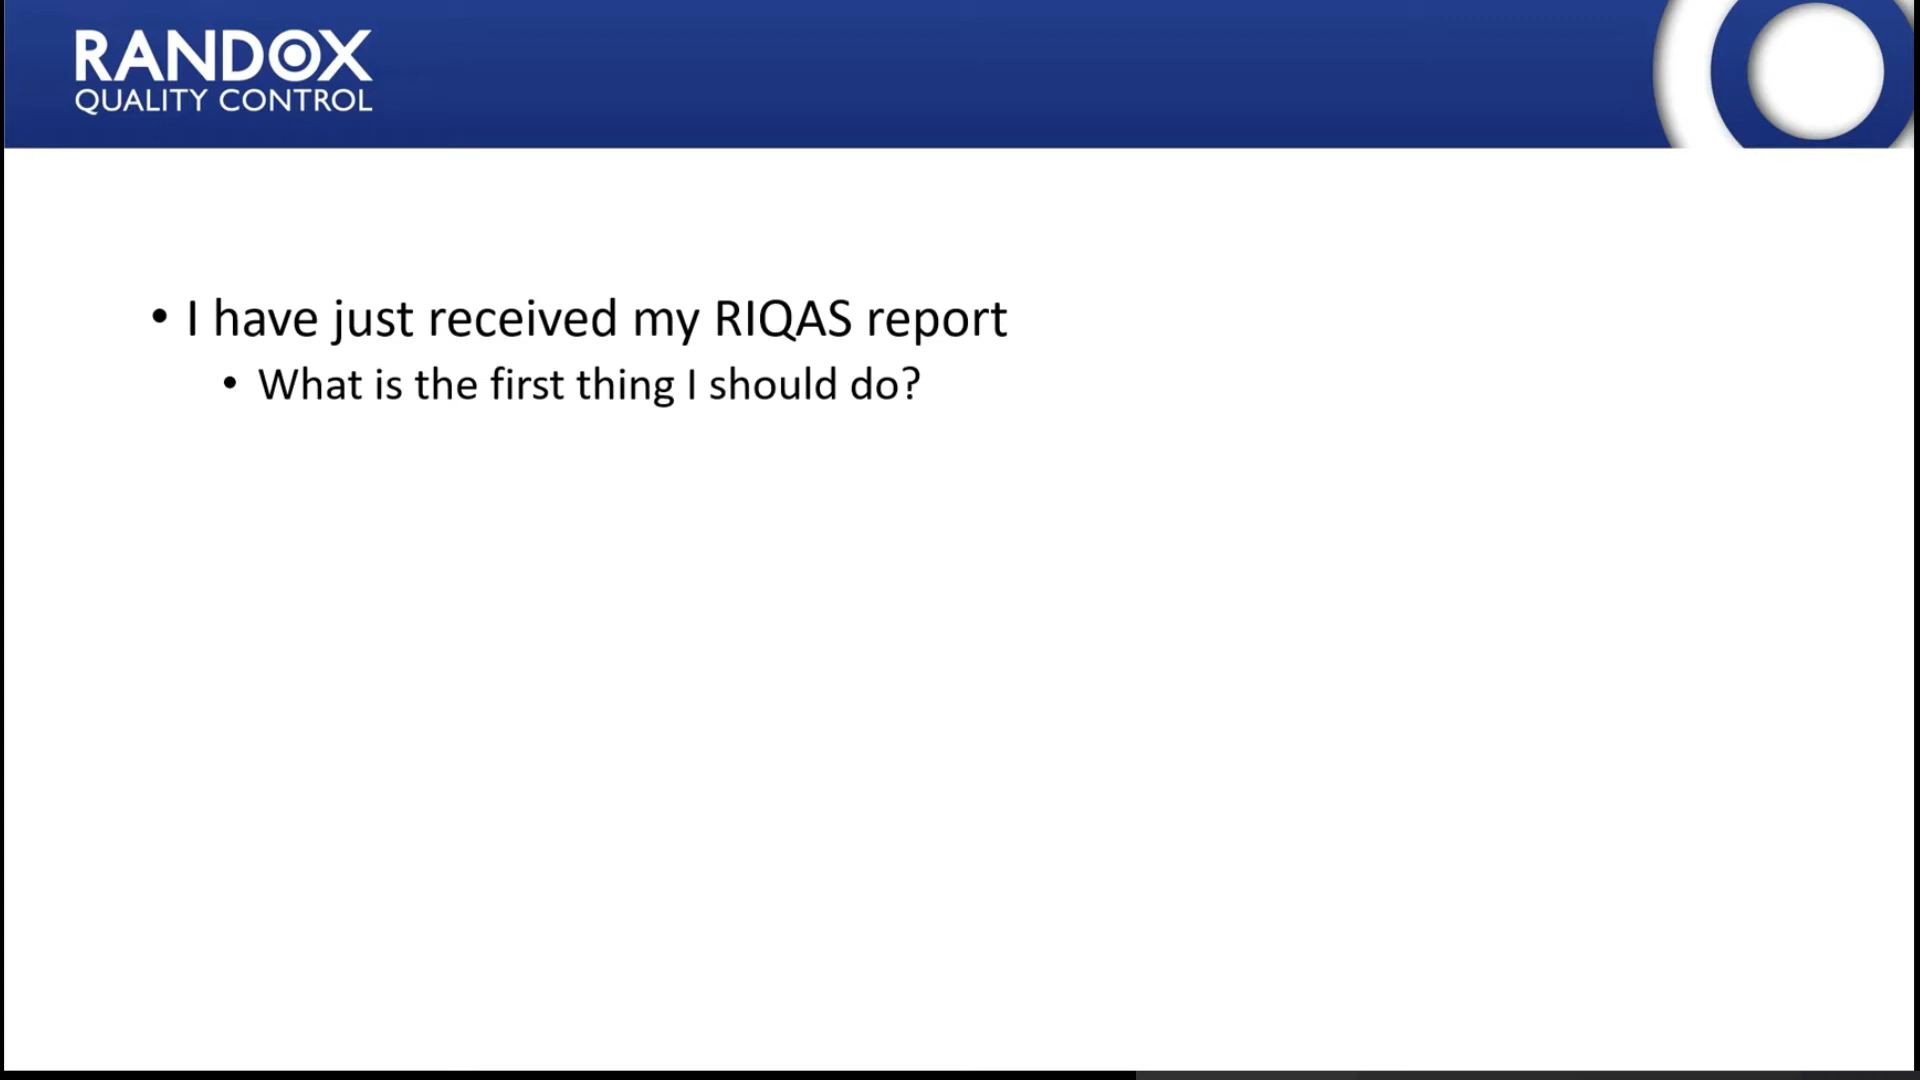 RANDOX
QUALITY CONTROL
• I have just received my RIQAS report
• What is the first thing I should do?